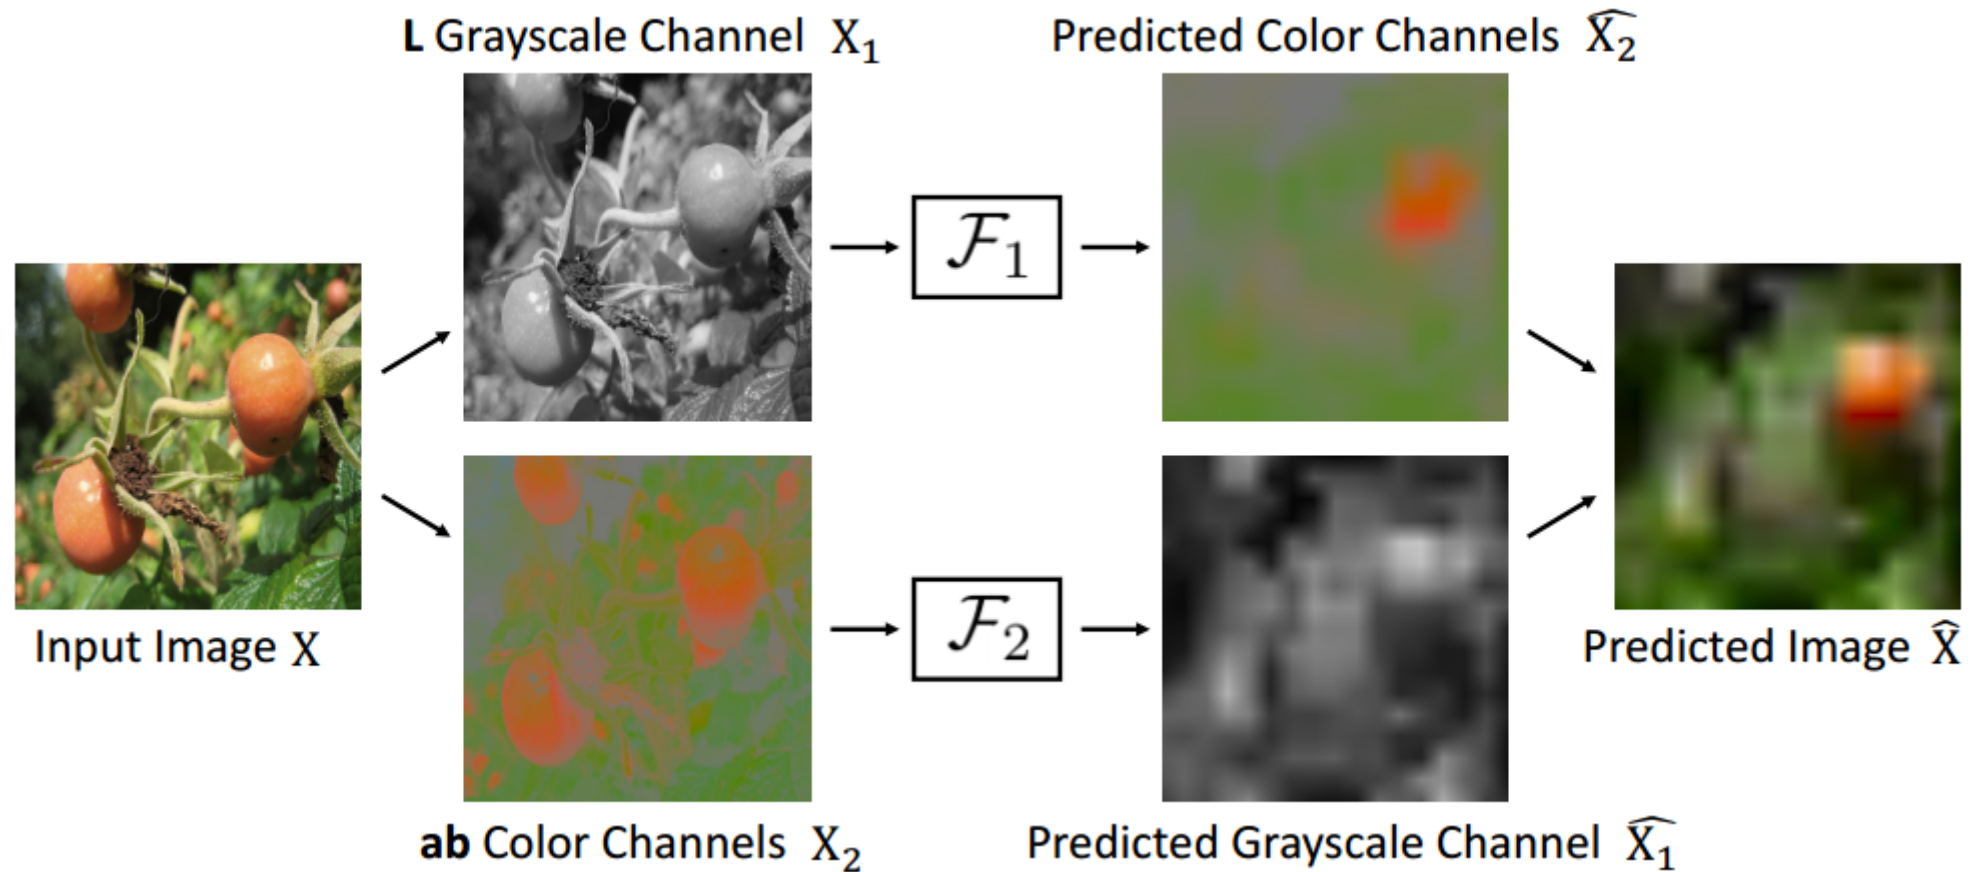 L Grayscale Channel X₁
Predicted Color Channels X̂₂
ℱ₁
Input Image X
ℱ₂
Predicted Image X̂
ab Color Channels X₂
Predicted Grayscale Channel X̂₁